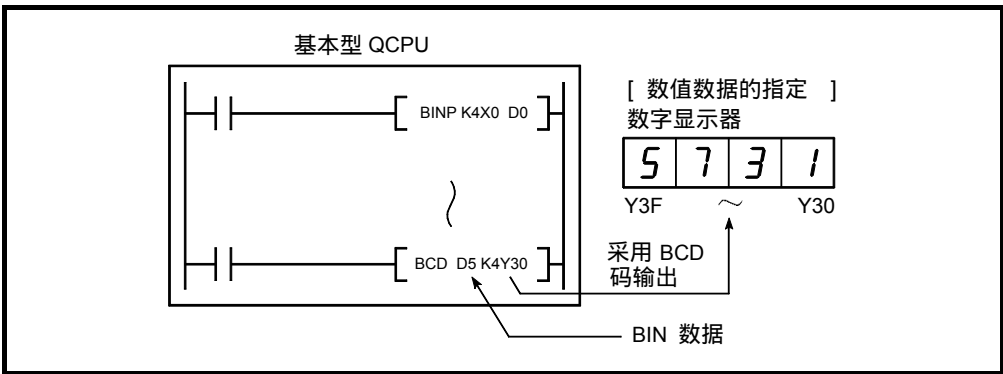 基本型 QCPU
BINP K4X0 D0
[ 数值数据的指定 ]
数字显示器
5 7 3 1
Y3F ～ Y30
BCD D5 K4Y30
采用 BCD
码输出
BIN 数据